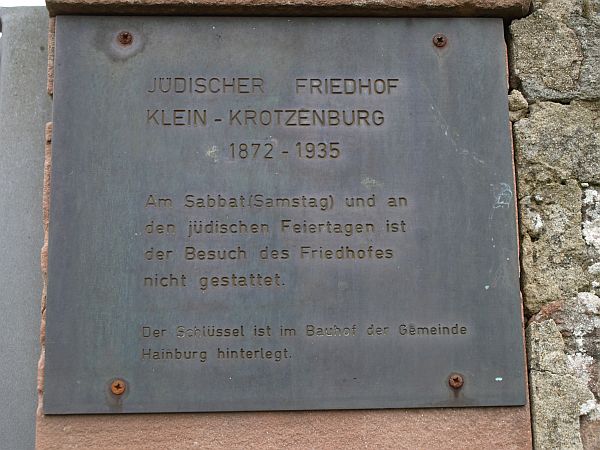 JÜDISCHER FRIEDHOF
KLEIN - KROTZENBURG
1872 - 1935
Am Sabbat (Samstag) und an
den jüdischen Feiertagen ist
der Besuch des Friedhofes
nicht gestattet.
Der Schlüssel ist im Bauhof der Gemeinde
Hainburg hinterlegt.